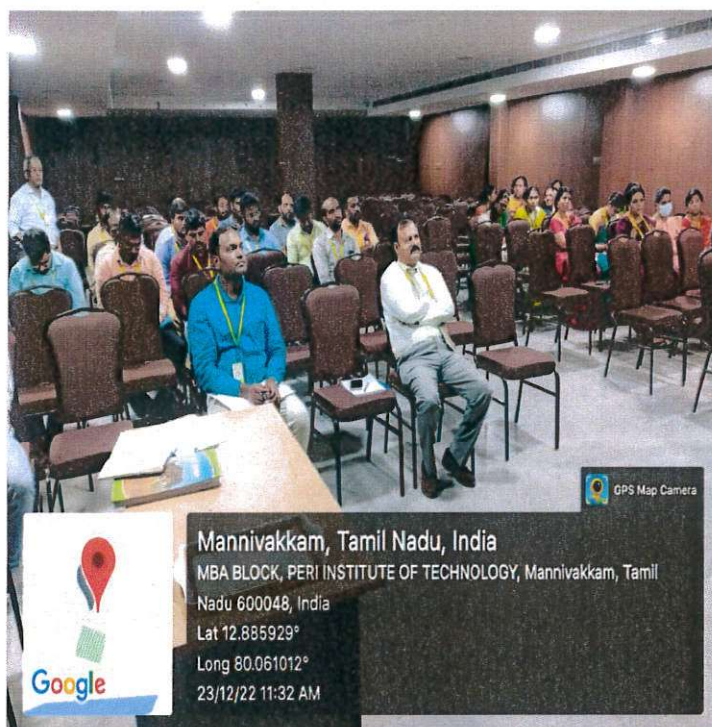 GPS Map Camera
Mannivakkam, Tamil Nadu, India
MBA BLOCK, PERI INSTITUTE OF TECHNOLOGY, Mannivakkam, Tamil
Nadu 600048, India
Lat 12.885929°
Long 80.061012°
23/12/22 11:32 AM
Google